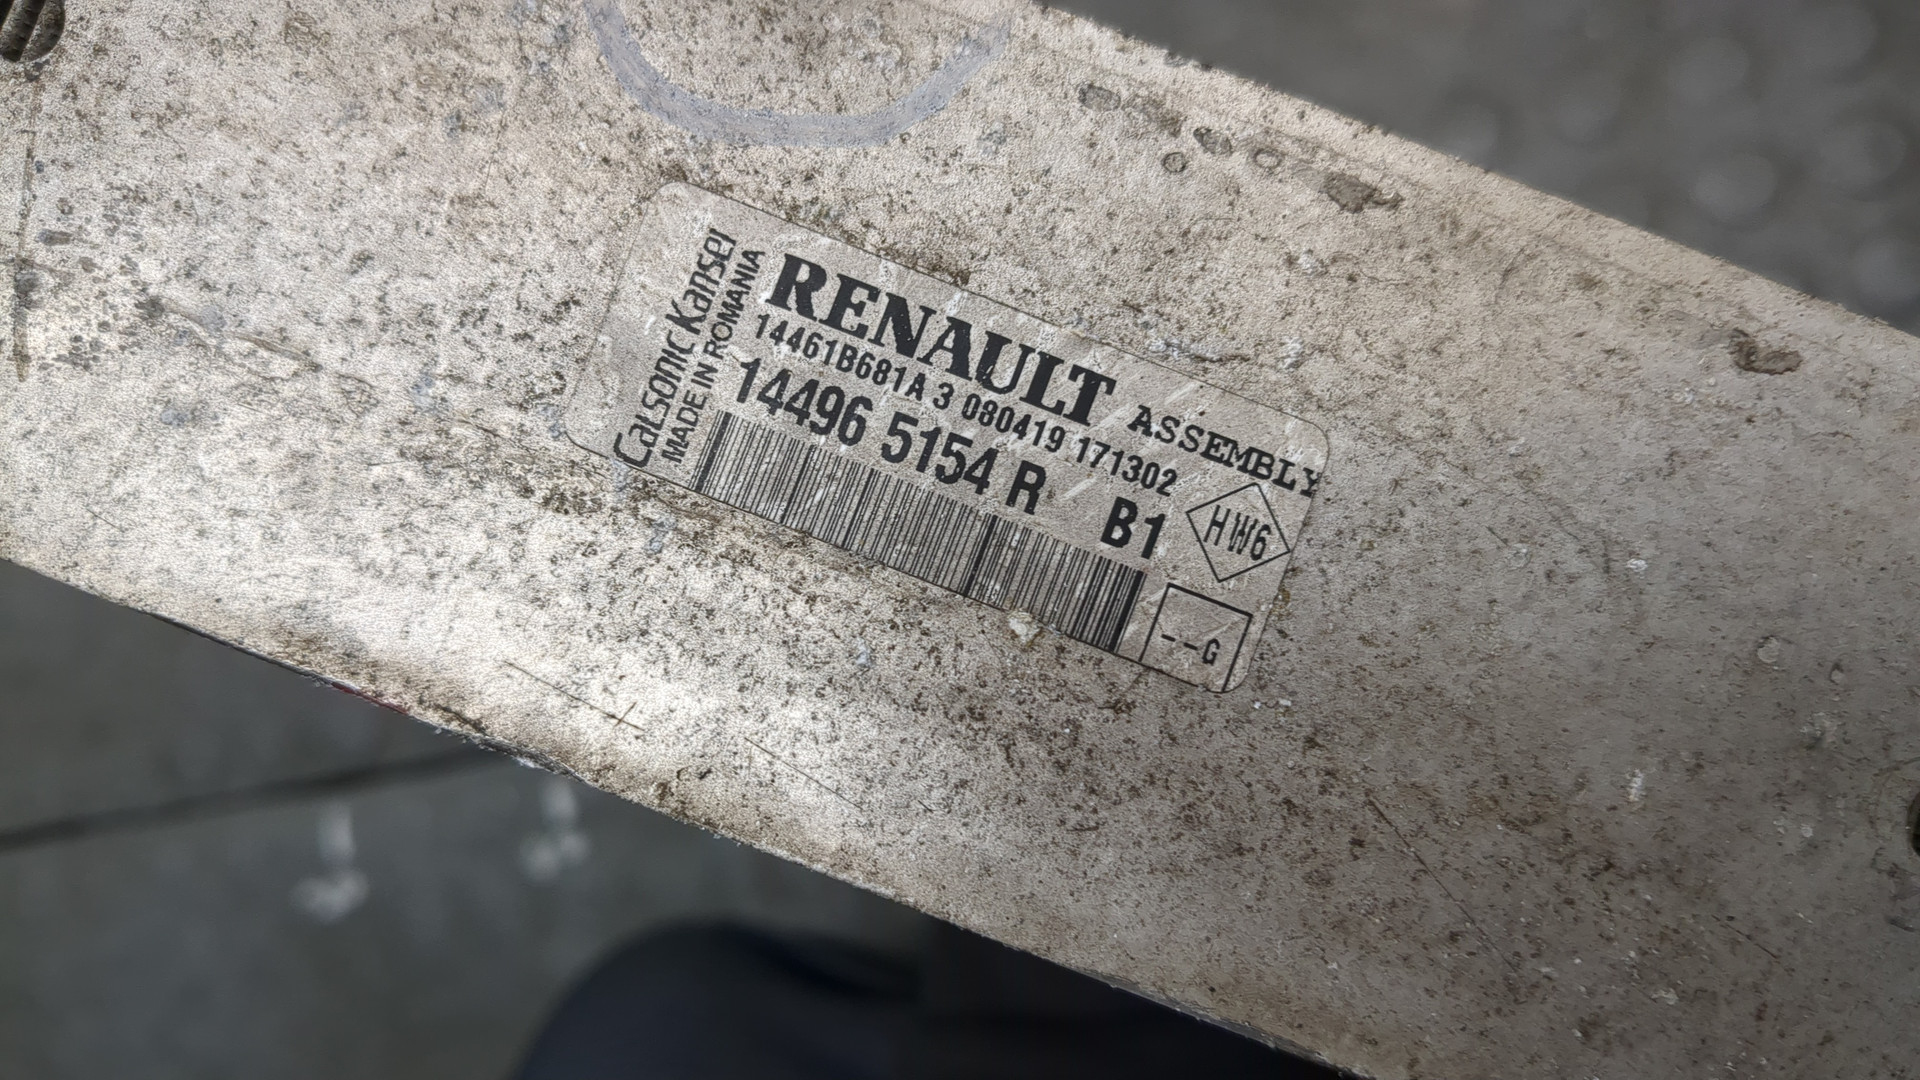 Calsonic Kansei
MADE IN ROMANIA
RENAULT ASSEMBLY
14461B681A 3 080419 171302
14496 5154 R B1
HW6
--G